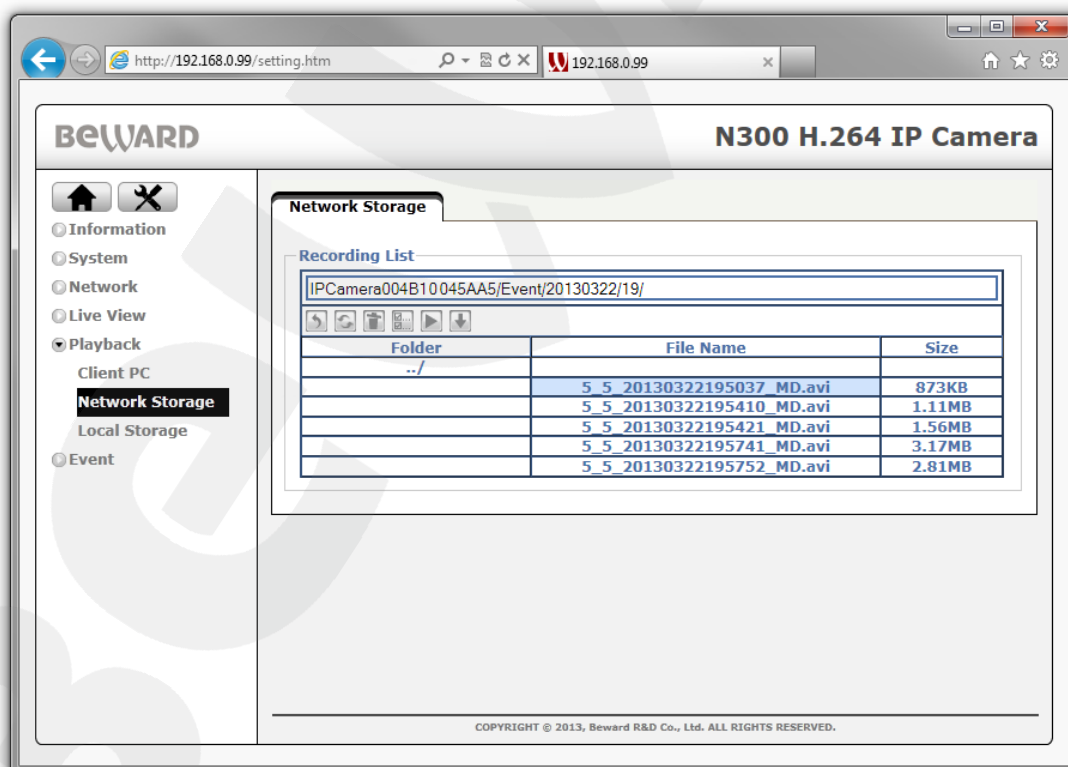 http://192.168.0.99/setting.htm
192.168.0.99
BEWARD
N300 H.264 IP Camera
Information
System
Network
Live View
Playback
Client PC
Network Storage
Local Storage
Event
Network Storage
Recording List
IPCamera004B10045AA5/Event/20130322/19/
Folder File Name Size
../
5_5_20130322195037_MD.avi 873KB
5_5_20130322195410_MD.avi 1.11MB
5_5_20130322195421_MD.avi 1.56MB
5_5_20130322195741_MD.avi 3.17MB
5_5_20130322195752_MD.avi 2.81MB
COPYRIGHT © 2013, Beward R&D Co., Ltd. ALL RIGHTS RESERVED.